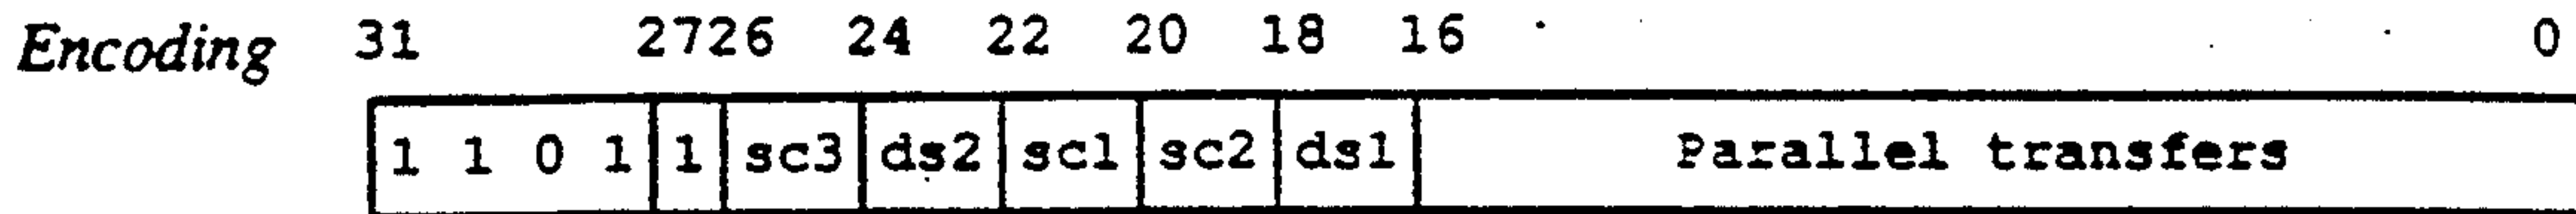 Encoding 31 2726 24 22 20 18 16 0
1 1 0 1 1 sc3 ds2 sc1 sc2 ds1 Parallel transfers